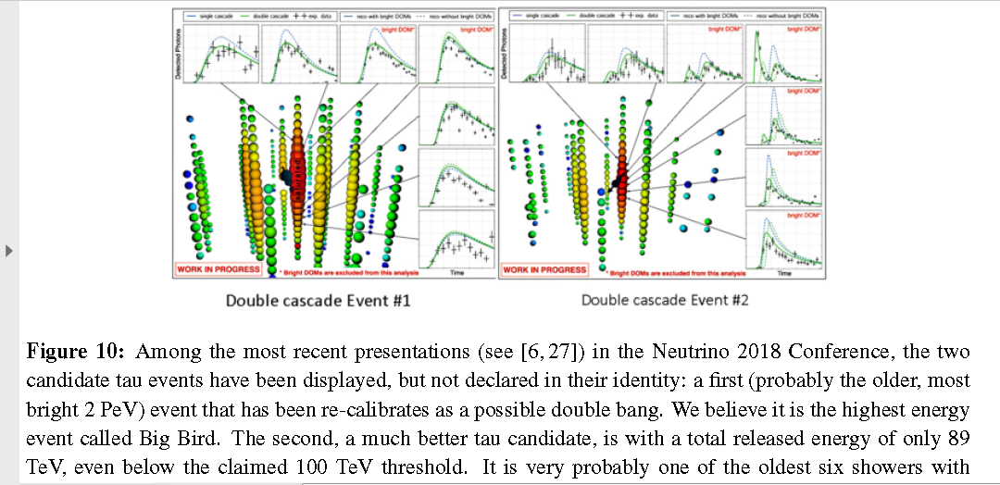 single cascade double cascade exp. data reco with bright DOMs reco without bright DOMs
single cascade double cascade exp. data reco with bright DOMs reco without bright DOMs
Detected Photons
bright DOM*
bright DOM*
Detected Photons
bright DOM*
bright DOM*
bright DOM*
bright DOM*
bright DOM*
WORK IN PROGRESS
* Bright DOMs are excluded from this analysis
Time
WORK IN PROGRESS
* Bright DOMs are excluded from this analysis
Time
Double cascade Event #1
Double cascade Event #2
Figure 10: Among the most recent presentations (see [6, 27]) in the Neutrino 2018 Conference, the two
candidate tau events have been displayed, but not declared in their identity: a first (probably the older, most
bright 2 PeV) event that has been re-calibrates as a possible double bang. We believe it is the highest energy
event called Big Bird. The second, a much better tau candidate, is with a total released energy of only 89
TeV, even below the claimed 100 TeV threshold. It is very probably one of the oldest six showers with